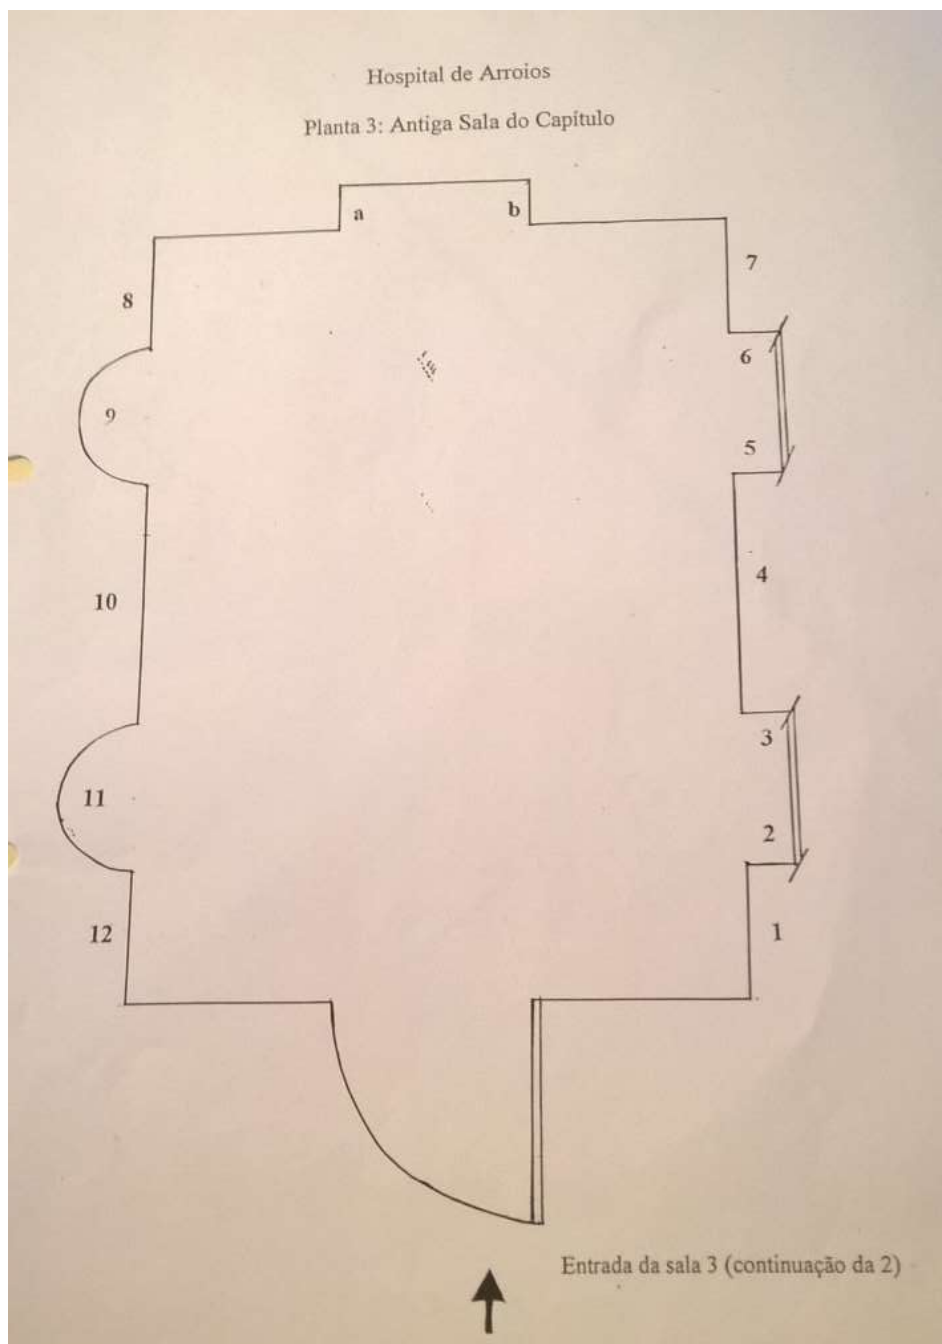 Hospital de Arroios
Planta 3: Antiga Sala do Capítulo
a
b
7
8
6
9
5
4
10
3
11
2
12
1
Entrada da sala 3 (continuação da 2)